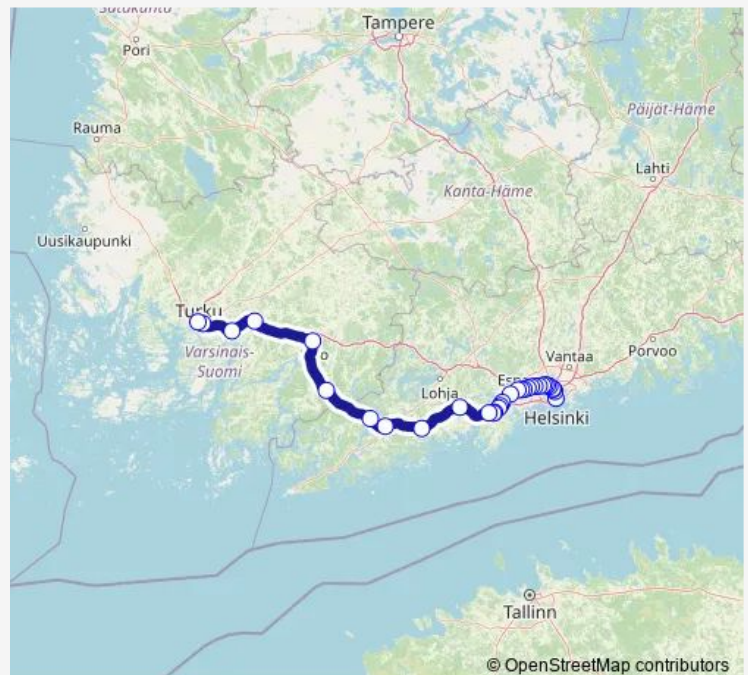 Satakunta
Tampere
Pori
Päijät-Häme
Rauma
Lahti
Kanta-Häme
Uusikaupunki
Turku
Varsinais-
Suomi
Vantaa
Porvoo
Lohja
Helsinki
Tallinn
© OpenStreetMap contributors